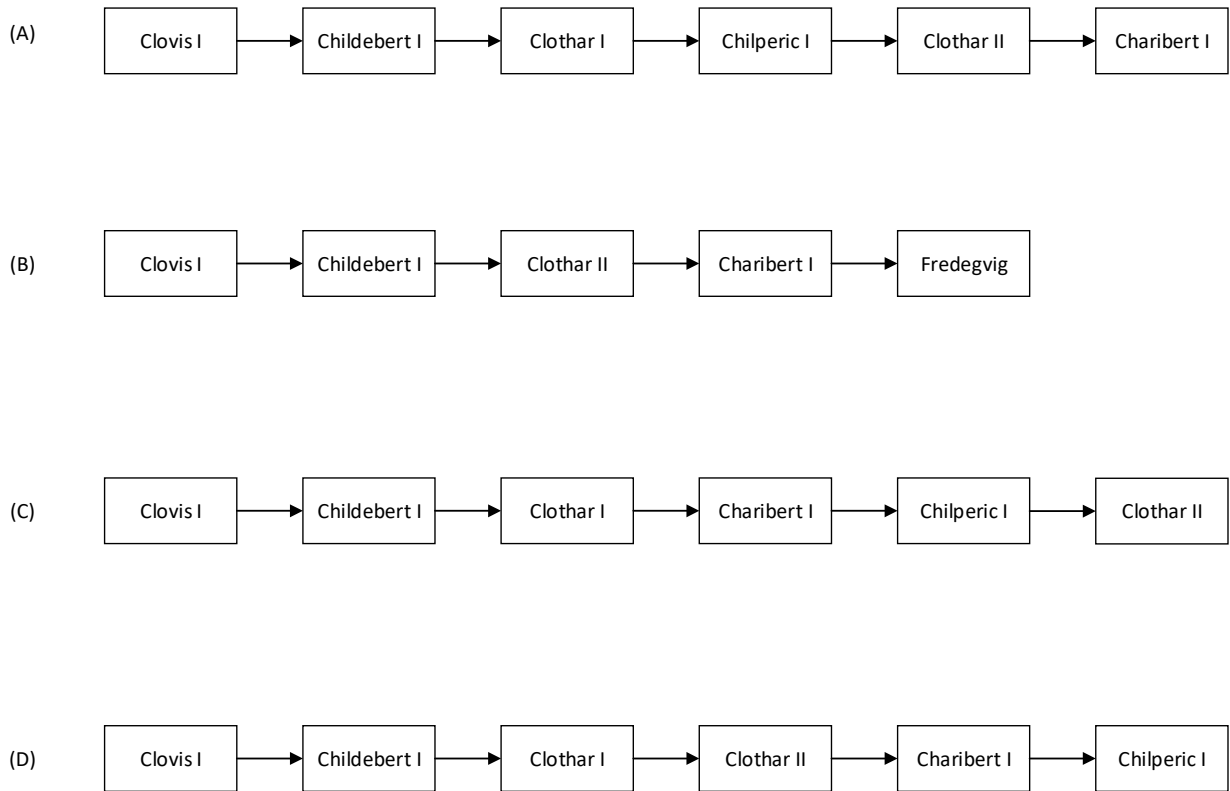 (A) Clovis I Childebert I Clothar I Chilperic I Clothar II Charibert I
(B) Clovis I Childebert I Clothar II Charibert I Fredegvig
(C) Clovis I Childebert I Clothar I Charibert I Chilperic I Clothar II
(D) Clovis I Childebert I Clothar I Clothar II Charibert I Chilperic I